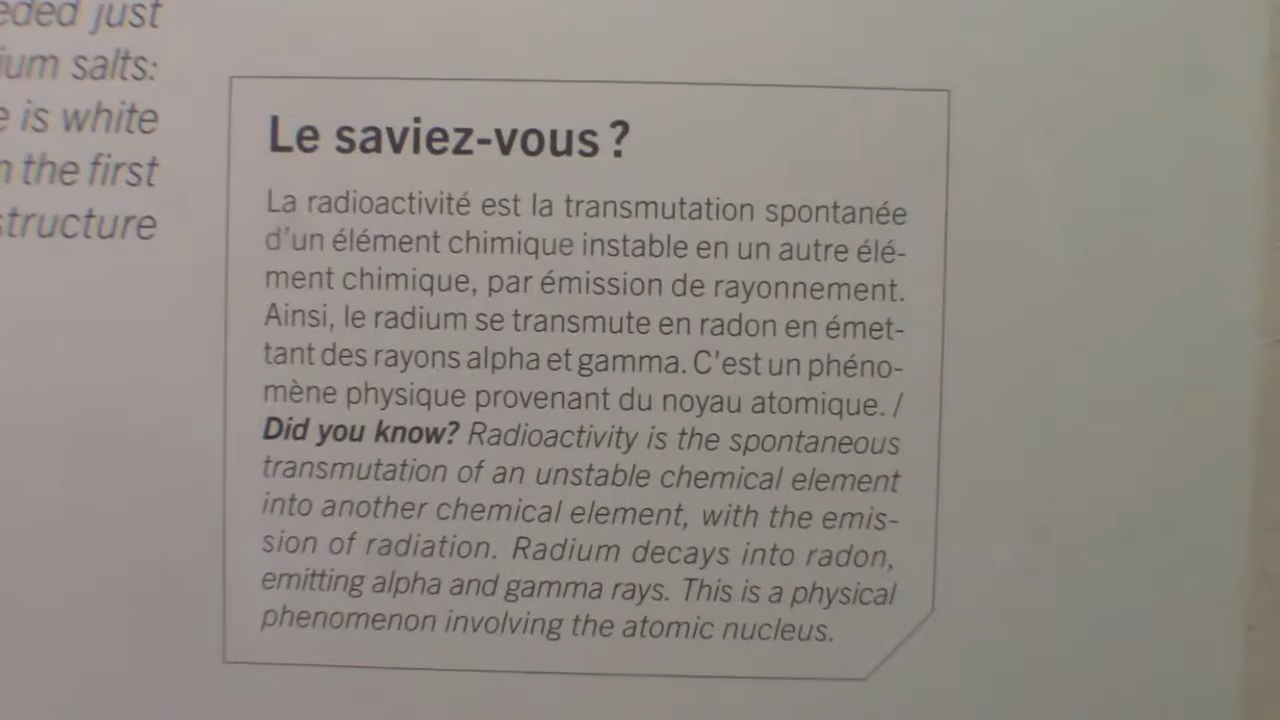 just
salts:
is white
the first
structure
Le saviez-vous ?
La radioactivité est la transmutation spontanée
d'un élément chimique instable en un autre élé-
ment chimique, par émission de rayonnement.
Ainsi, le radium se transmute en radon en émet-
tant des rayons alpha et gamma. C'est un phéno-
mène physique provenant du noyau atomique. /
Did you know? Radioactivity is the spontaneous
transmutation of an unstable chemical element
into another chemical element, with the emis-
sion of radiation. Radium decays into radon,
emitting alpha and gamma rays. This is a physical
phenomenon involving the atomic nucleus.